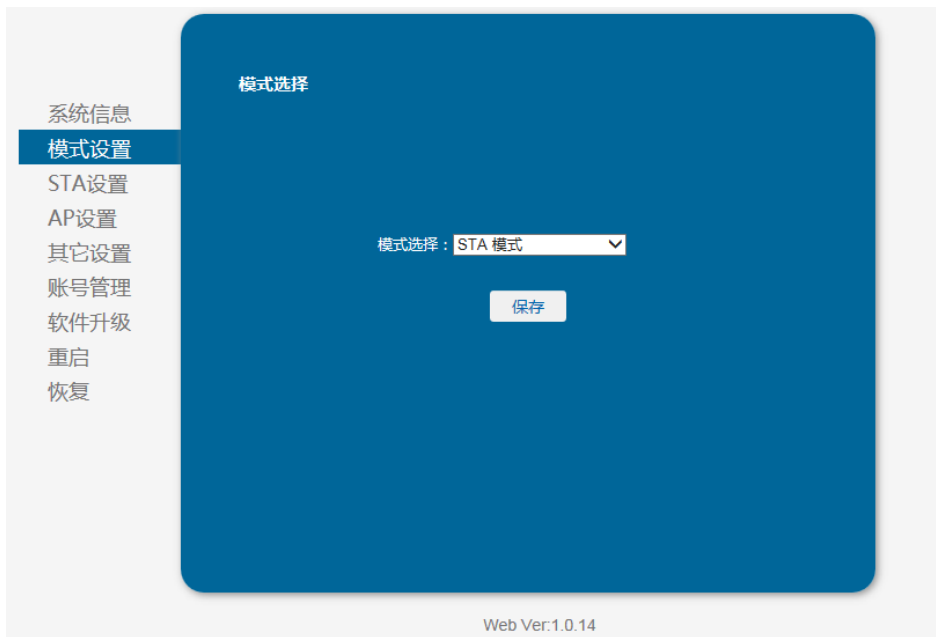 模式选择
系统信息
模式设置
STA设置
AP设置
其它设置
账号管理
软件升级
重启
恢复
模式选择：STA 模式
保存
Web Ver:1.0.14